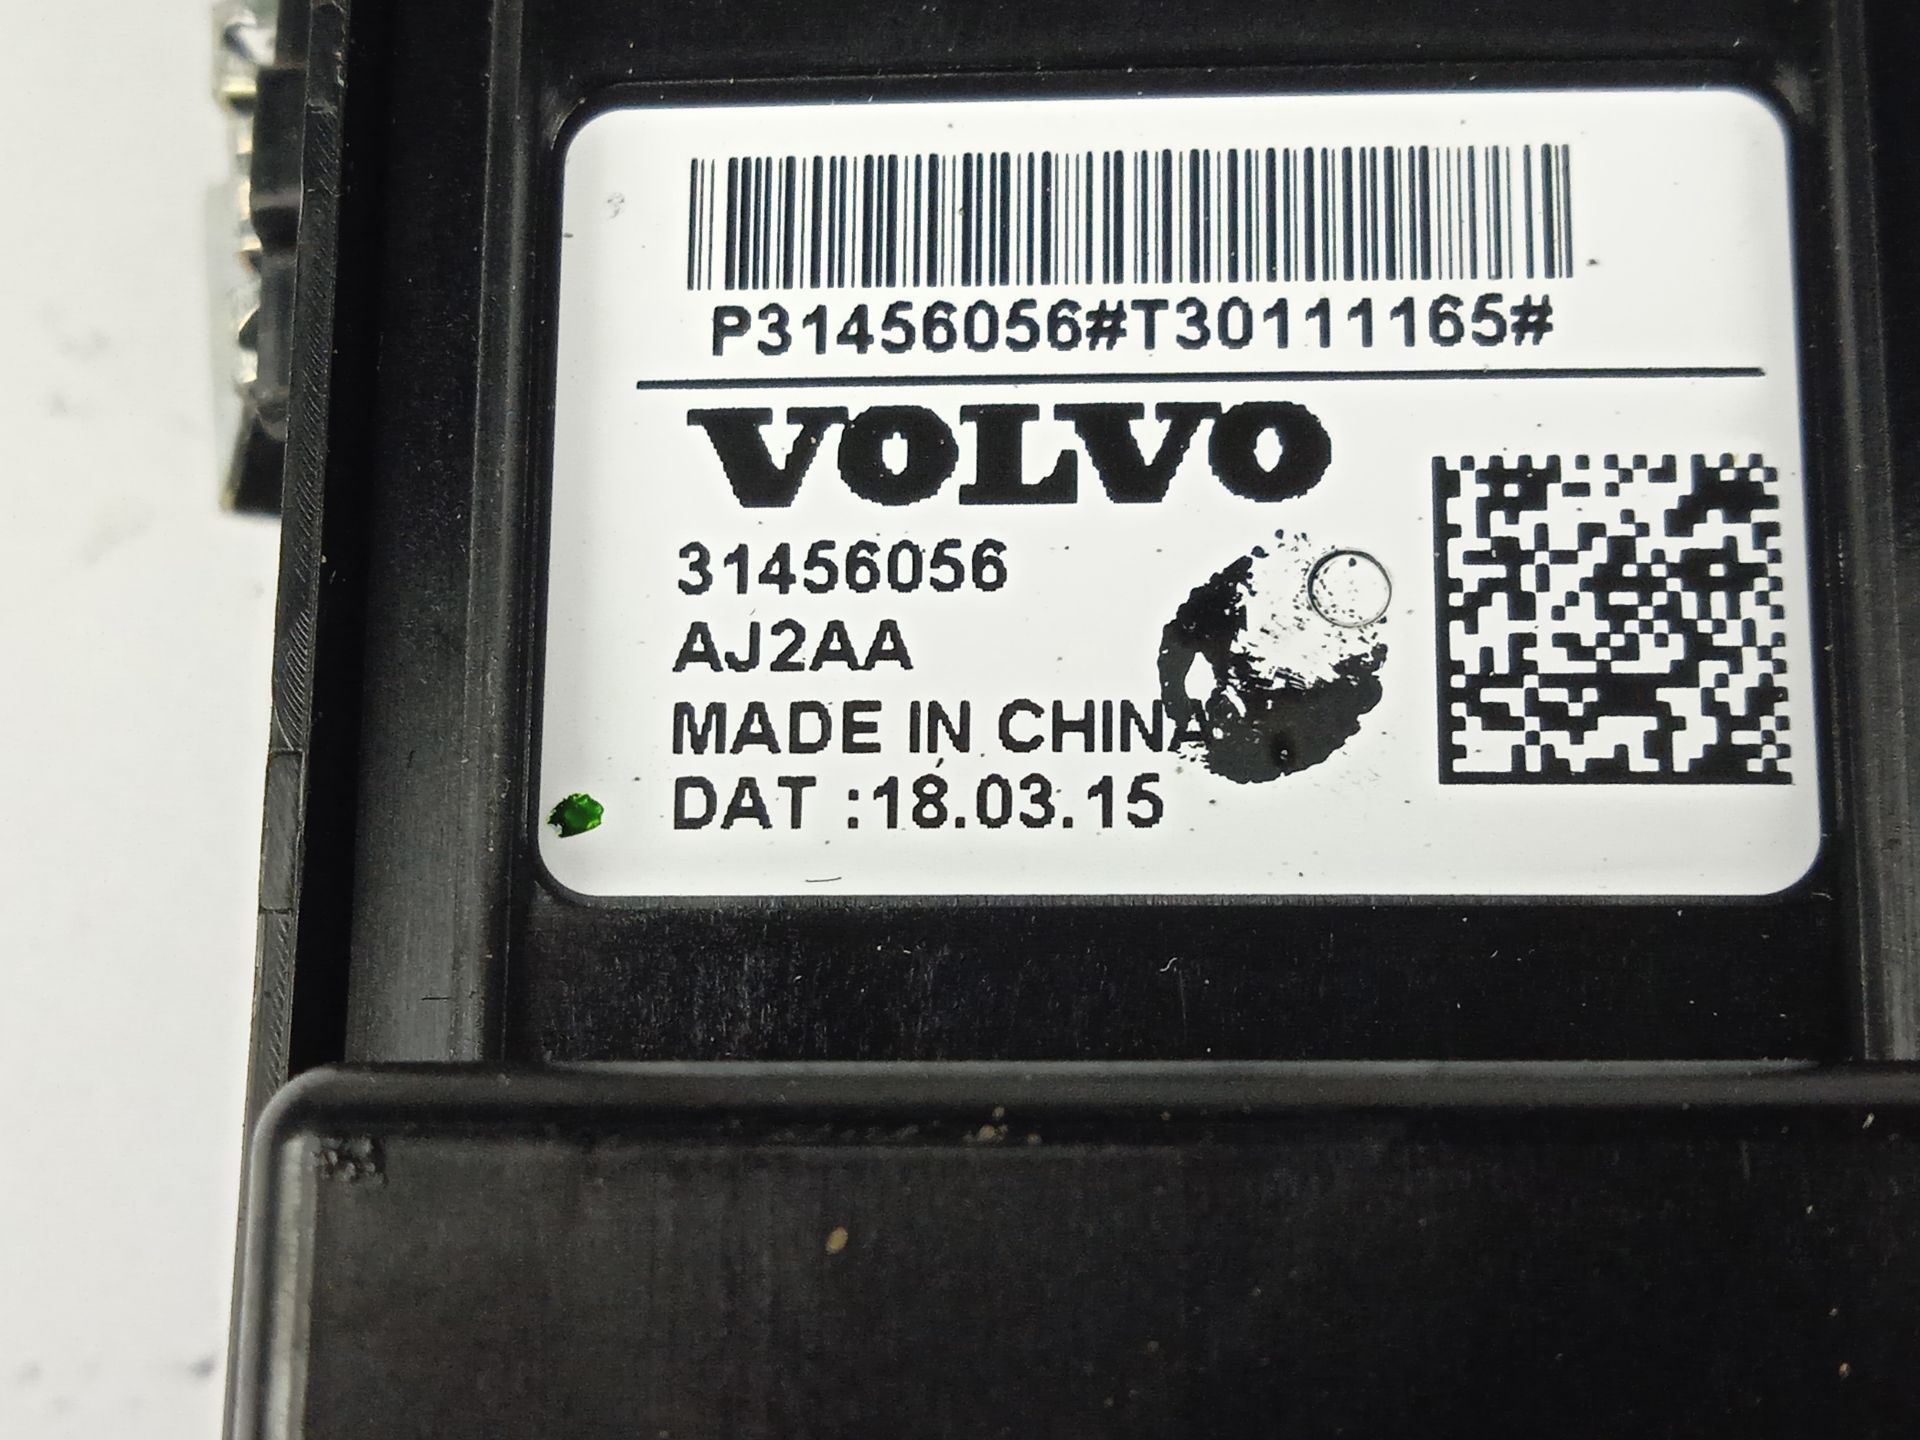 P31456056#T30111165#
VOLVO
31456056
AJ2AA
MADE IN CHINA
DAT :18.03.15